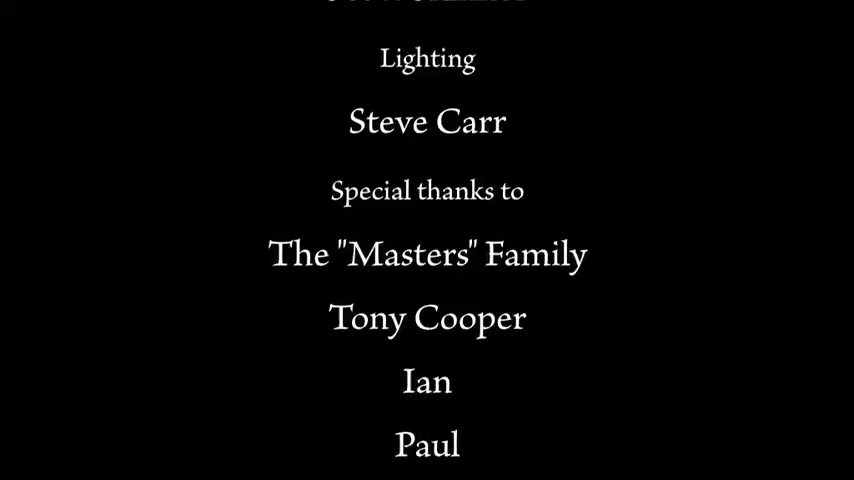 Lighting
Steve Carr
Special thanks to
The "Masters" Family
Tony Cooper
Ian
Paul